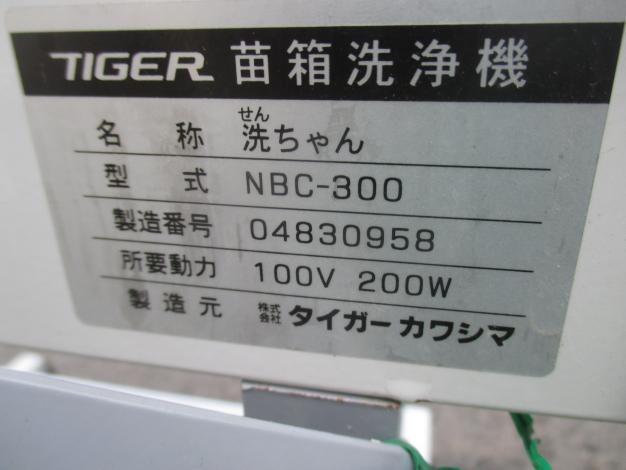 TIGER 苗箱洗浄機
せん
名称 洗ちゃん
型式 NBC-300
製造番号 04830958
所要動力 100V 200W
製造元 株式会社 タイガーカワシマ